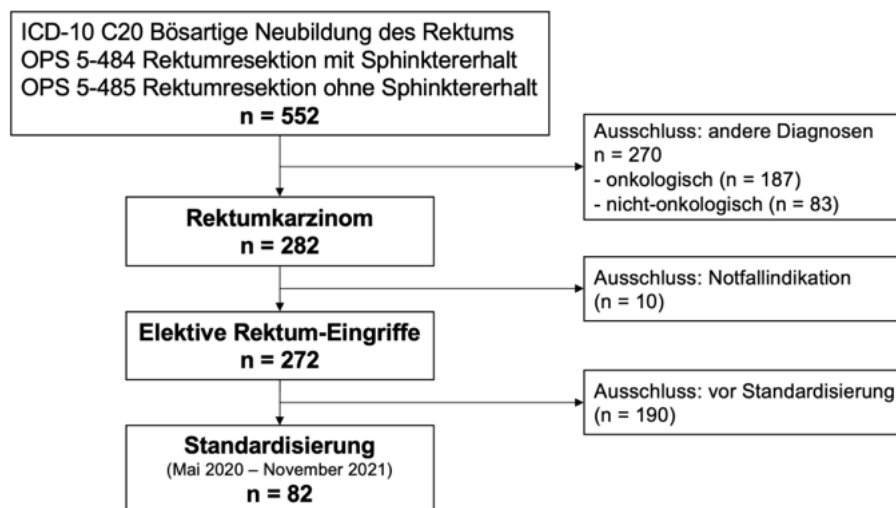 ICD-10 C20 Bösartige Neubildung des Rektums
OPS 5-484 Rektumresektion mit Sphinktererhalt
OPS 5-485 Rektumresektion ohne Sphinktererhalt
n = 552
Ausschluss: andere Diagnosen
n = 270
- onkologisch (n = 187)
- nicht-onkologisch (n = 83)
Rektumkarzinom
n = 282
Ausschluss: Notfallindikation
(n = 10)
Elektive Rektum-Eingriffe
n = 272
Ausschluss: vor Standardisierung
(n = 190)
Standardisierung
(Mai 2020 – November 2021)
n = 82